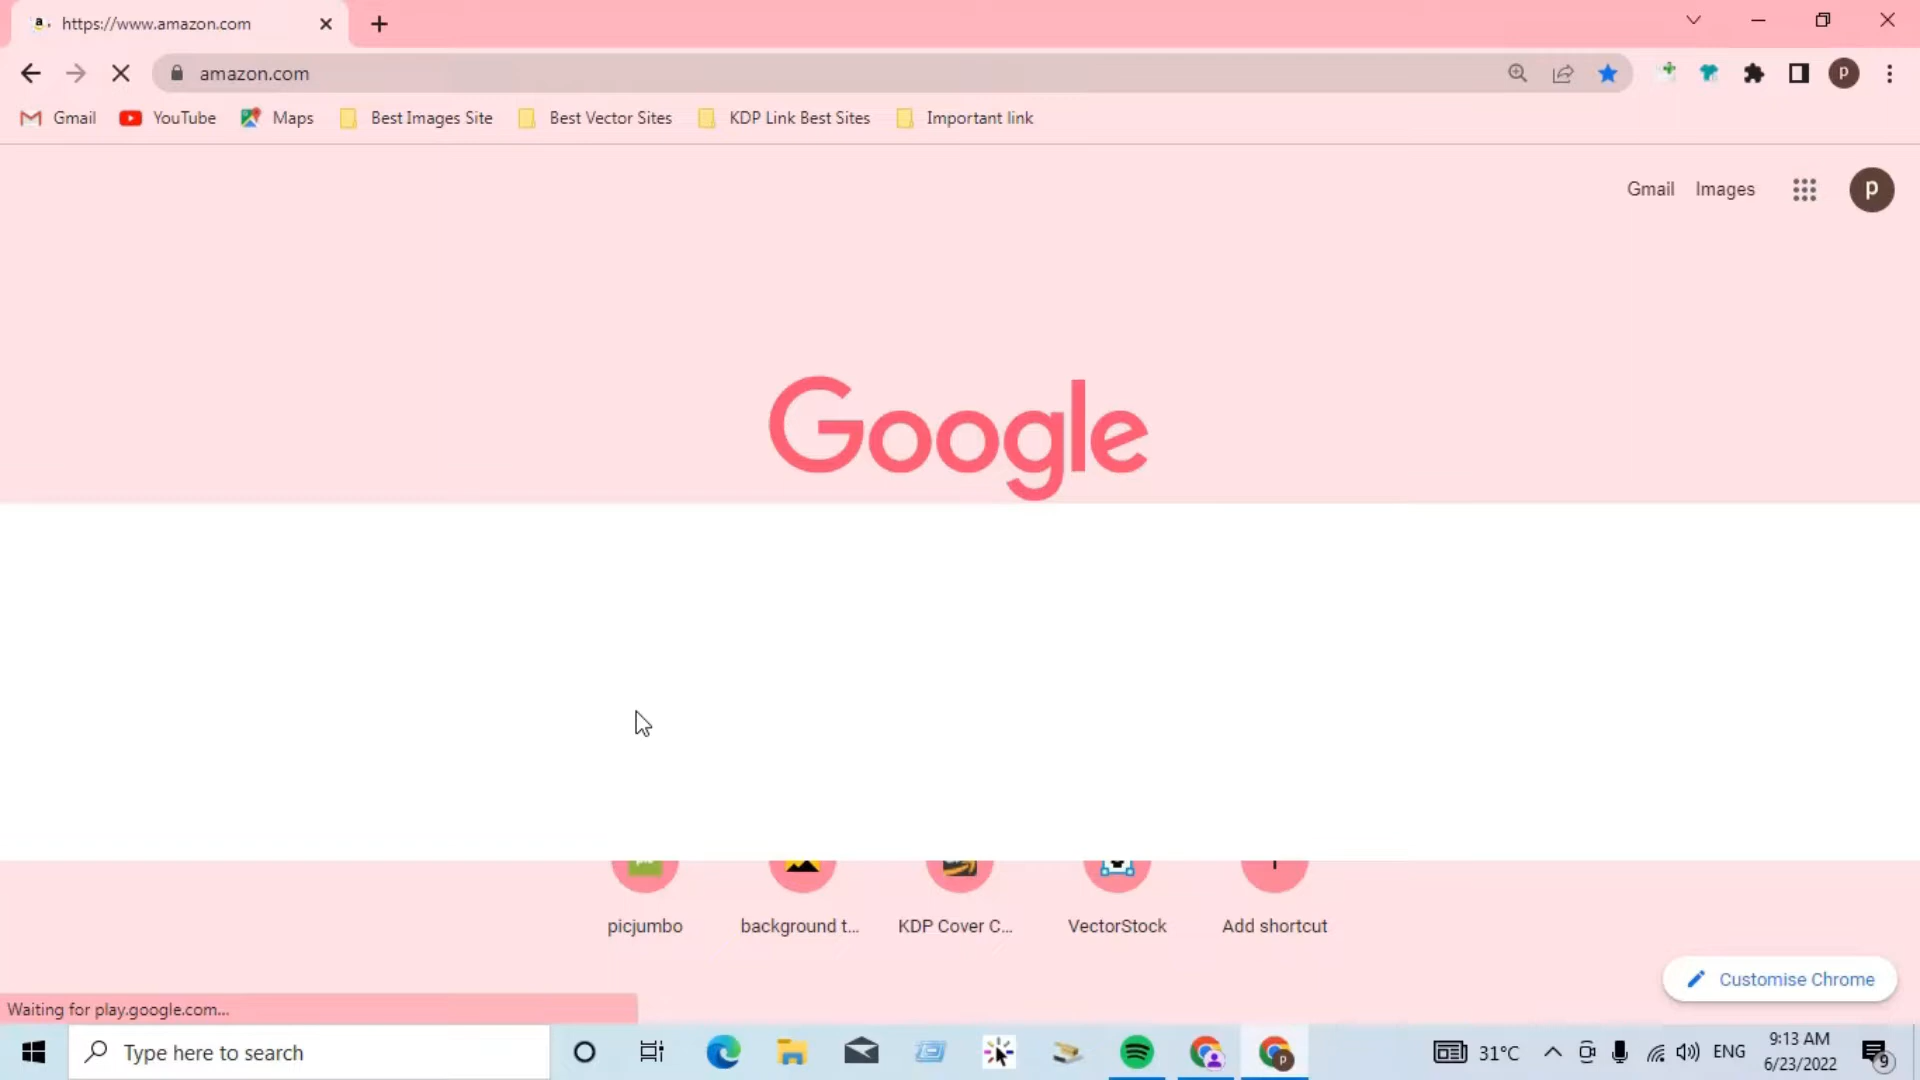 https://www.amazon.com
amazon.com
P
Gmail YouTube Maps Best Images Site Best Vector Sites KDP Link Best Sites Important link
Gmail Images
p
Google
picjumbo background t... KDP Cover C... VectorStock Add shortcut
Customise Chrome
Waiting for play.google.com...
Type here to search
31°C
ENG
9:13 AM
6/23/2022
9